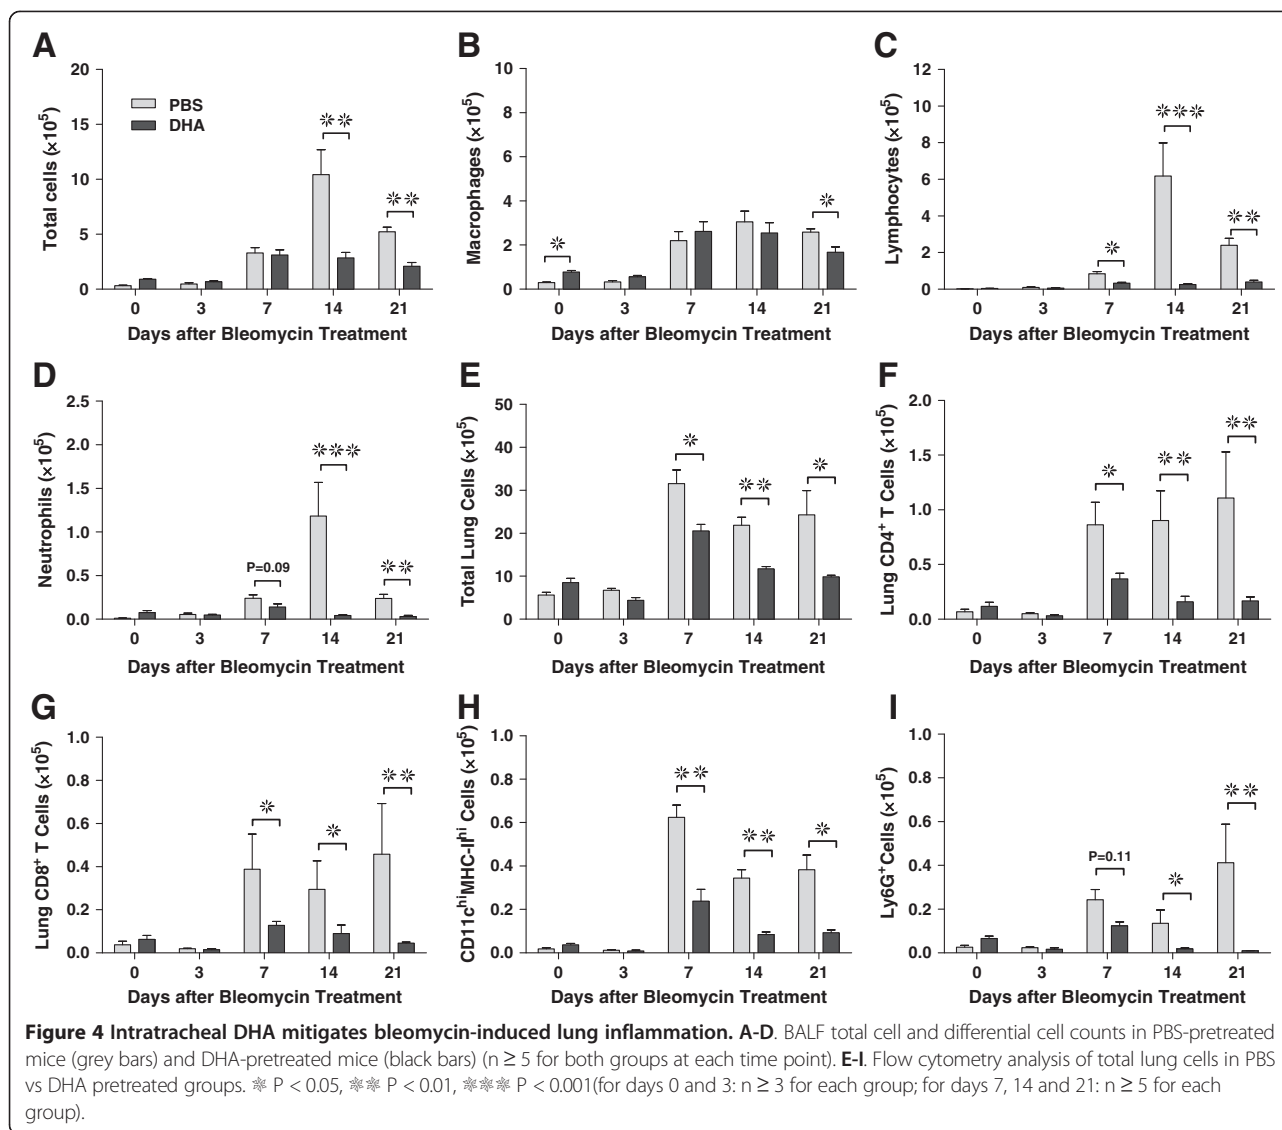 A
20
15
10
5
0
Total cells (×10⁵)
PBS
DHA
✳✳
✳✳
0 3 7 14 21
Days after Bleomycin Treatment
B
10
8
6
4
2
0
Macrophages (×10⁵)
✳
✳
0 3 7 14 21
Days after Bleomycin Treatment
C
12
10
8
6
4
2
0
Lymphocytes (×10⁵)
✳
✳✳✳
✳✳
0 3 7 14 21
Days after Bleomycin Treatment
D
2.5
2.0
1.5
1.0
0.5
0.0
Neutrophils (×10⁵)
P=0.09
✳✳✳
✳✳
0 3 7 14 21
Days after Bleomycin Treatment
E
50
40
30
20
10
0
Total Lung Cells (×10⁵)
✳
✳✳
✳
0 3 7 14 21
Days after Bleomycin Treatment
F
2.0
1.5
1.0
0.5
0.0
Lung CD4⁺ T Cells (×10⁵)
✳
✳✳
✳✳
0 3 7 14 21
Days after Bleomycin Treatment
G
1.0
0.8
0.6
0.4
0.2
0.0
Lung CD8⁺ T Cells (×10⁵)
✳
✳
✳✳
0 3 7 14 21
Days after Bleomycin Treatment
H
1.0
0.8
0.6
0.4
0.2
0.0
CD11cʰⁱMHC-IIʰⁱ Cells (×10⁵)
✳✳
✳✳
✳
0 3 7 14 21
Days after Bleomycin Treatment
I
1.0
0.8
0.6
0.4
0.2
0.0
Ly6G⁺Cells (×10⁵)
P=0.11
✳
✳✳
0 3 7 14 21
Days after Bleomycin Treatment
Figure 4 Intratracheal DHA mitigates bleomycin-induced lung inflammation. A-D. BALF total cell and differential cell counts in PBS-pretreated
mice (grey bars) and DHA-pretreated mice (black bars) (n ≥ 5 for both groups at each time point). E-I. Flow cytometry analysis of total lung cells in PBS
vs DHA pretreated groups. ✳ P < 0.05, ✳✳ P < 0.01, ✳✳✳ P < 0.001(for days 0 and 3: n ≥ 3 for each group; for days 7, 14 and 21: n ≥ 5 for each
group).